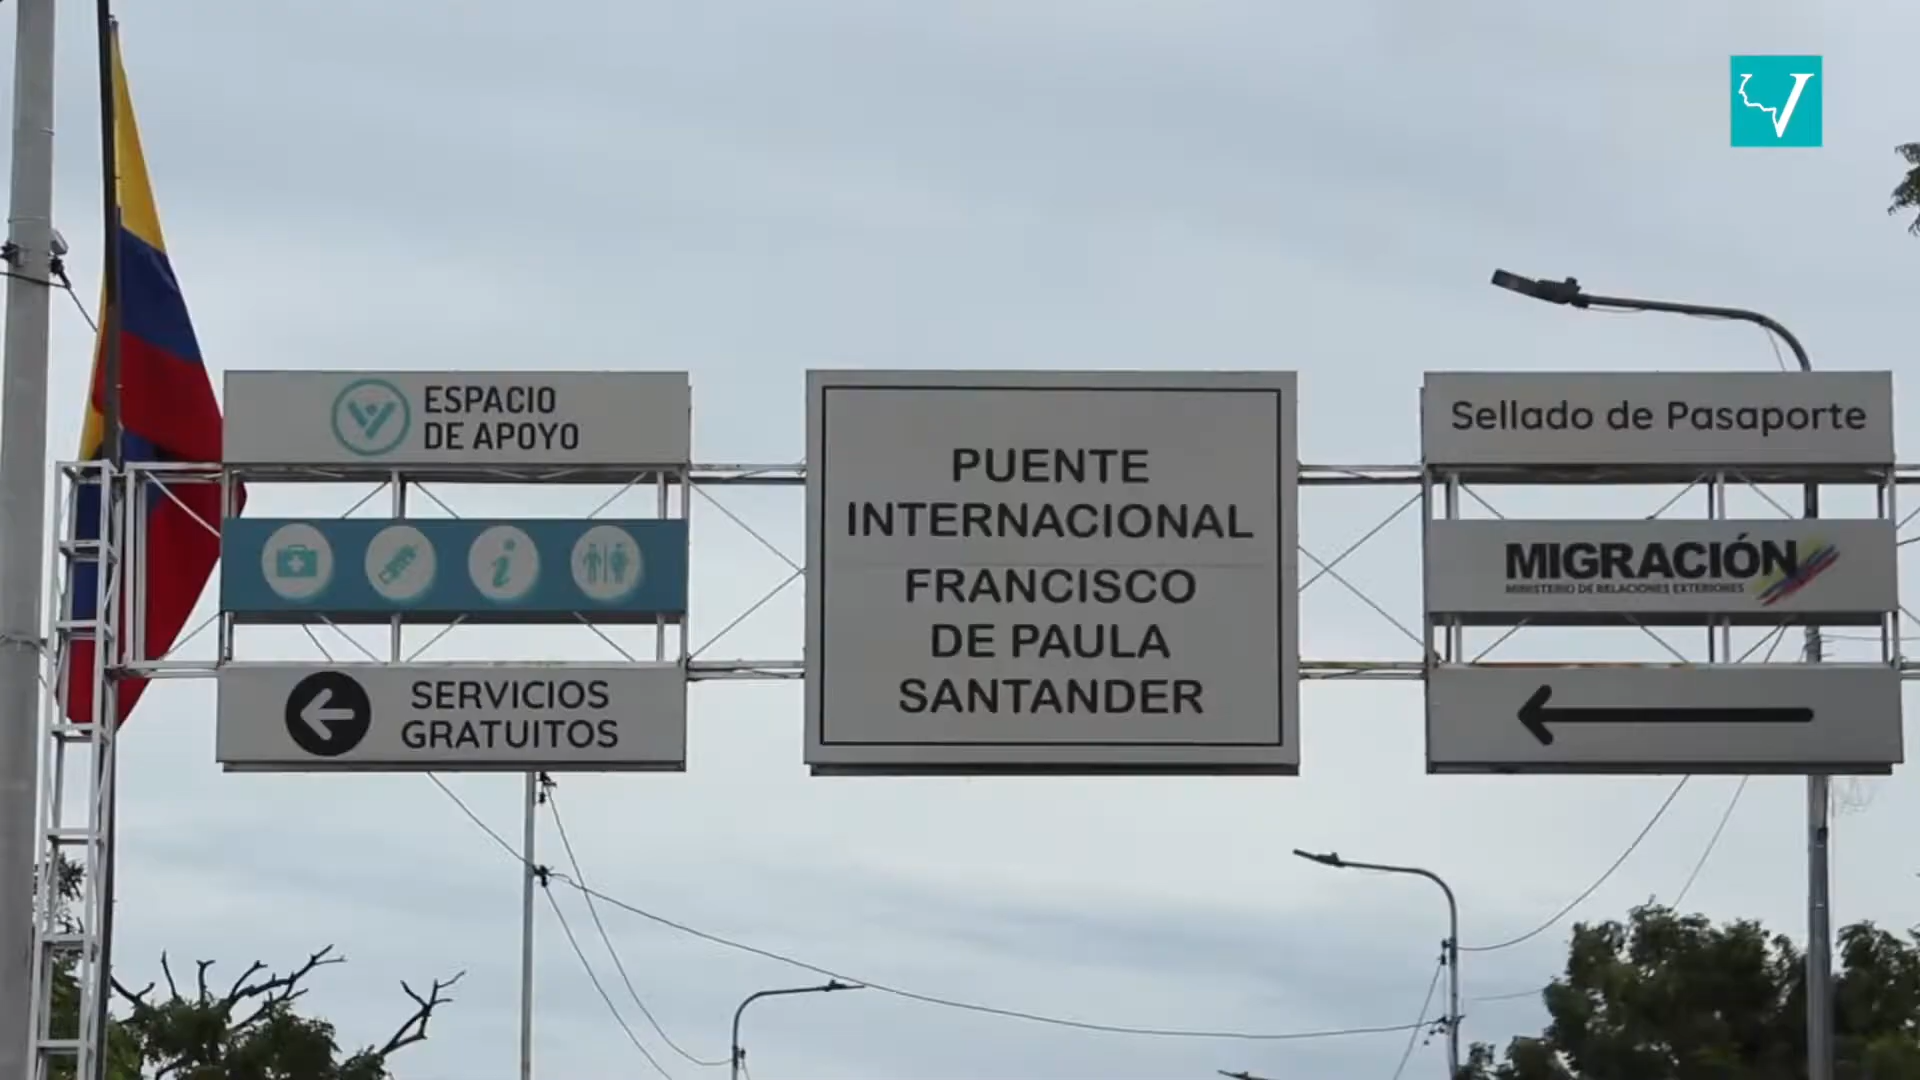 ESPACIO
DE APOYO
SERVICIOS
GRATUITOS
PUENTE
INTERNACIONAL
FRANCISCO
DE PAULA
SANTANDER
Sellado de Pasaporte
MIGRACIÓN
MINISTERIO DE RELACIONES EXTERIORES